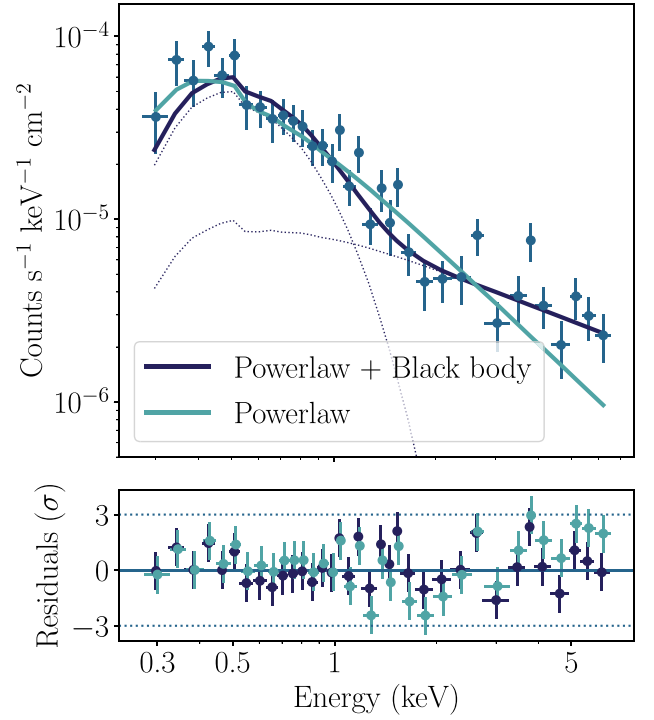 10⁻⁴
10⁻⁵
10⁻⁶
Counts s⁻¹ keV⁻¹ cm⁻²
Powerlaw + Black body
Powerlaw
3
0
−3
Residuals (σ)
0.3 0.5 1 5
Energy (keV)